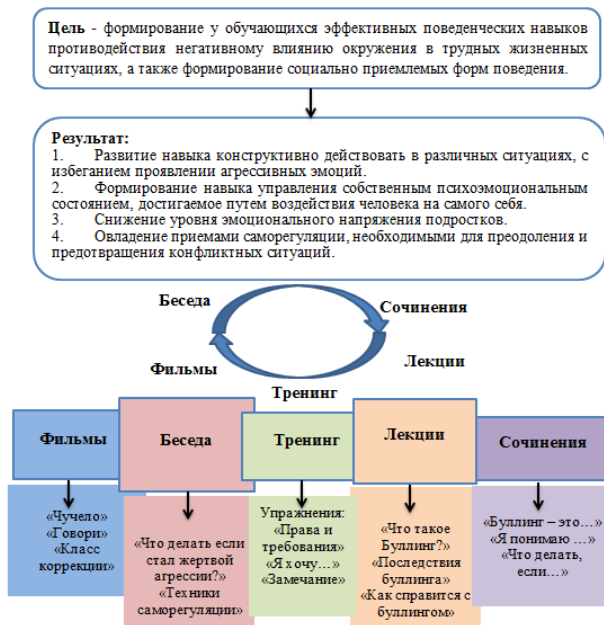 Цель - формирование у обучающихся эффективных поведенческих навыков
противодействия негативному влиянию окружения в трудных жизненных
ситуациях, а также формирование социально приемлемых форм поведения.
Результат:
1. Развитие навыка конструктивно действовать в различных ситуациях, с
избеганием проявлении агрессивных эмоций.
2. Формирование навыка управления собственным психоэмоциональным
состоянием, достигаемое путем воздействия человека на самого себя.
3. Снижение уровня эмоционального напряжения подростков.
4. Овладение приемами саморегуляции, необходимыми для преодоления и
предотвращения конфликтных ситуаций.
Беседа
Сочинения
Фильмы
Лекции
Тренинг
Фильмы
Беседа
Тренинг
Лекции
Сочинения
«Чучело»
«Говори»
«Класс
коррекции»
«Что делать если
стал жертвой
агрессии?»
«Техники
саморегуляции»
Упражнения:
«Права и
требования»
«Я хочу…»
«Замечание»
«Что такое
Буллинг?»
«Последствия
буллинга»
«Как справится с
буллингом»
«Буллинг – это…»
«Я понимаю …»
«Что делать,
если…»